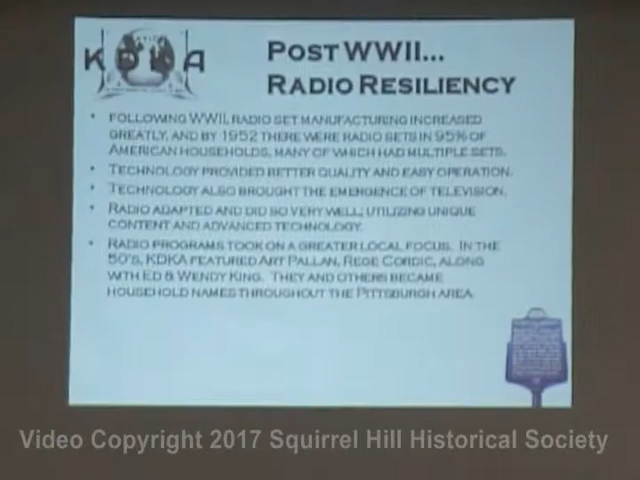 KDKA
POST WWII...
RADIO RESILIENCY
• FOLLOWING WWII, RADIO SET MANUFACTURING INCREASED
GREATLY, AND BY 1952 THERE WERE RADIO SETS IN 95% OF
AMERICAN HOUSEHOLDS, MANY OF WHICH HAD MULTIPLE SETS.
• TECHNOLOGY PROVIDED BETTER QUALITY AND EASY OPERATION.
• TECHNOLOGY ALSO BROUGHT THE EMERGENCE OF TELEVISION.
• RADIO ADAPTED AND DID SO VERY WELL; UTILIZING UNIQUE
CONTENT AND ADVANCED TECHNOLOGY.
• RADIO PROGRAMS TOOK ON A GREATER LOCAL FOCUS. IN THE
50'S, KDKA FEATURED ART PALLAN, REGE CORDIC, ALONG
WITH ED & WENDY KING. THEY AND OTHERS BECAME
HOUSEHOLD NAMES THROUGHOUT THE PITTSBURGH AREA.
Video Copyright 2017 Squirrel Hill Historical Society